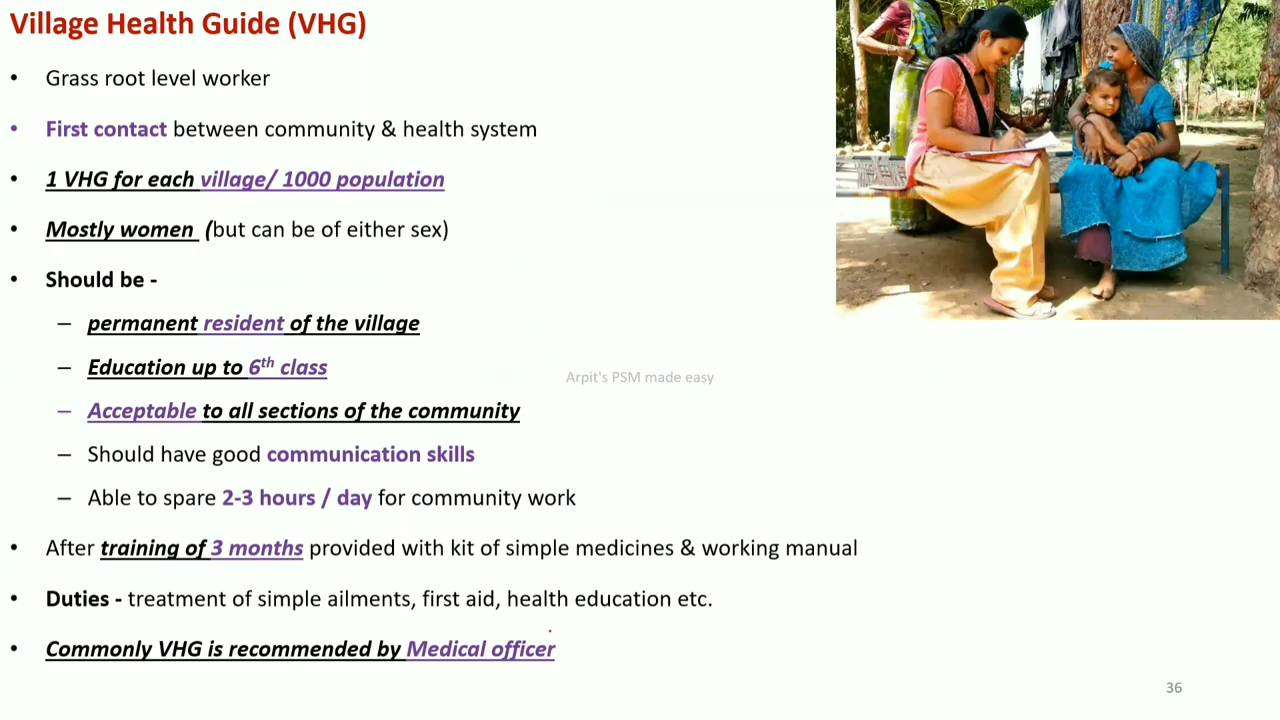 Village Health Guide (VHG)
• Grass root level worker
• First contact between community & health system
• 1 VHG for each village/ 1000 population
• Mostly women (but can be of either sex)
• Should be -
– permanent resident of the village
– Education up to 6th class
– Acceptable to all sections of the community
– Should have good communication skills
– Able to spare 2-3 hours / day for community work
• After training of 3 months provided with kit of simple medicines & working manual
• Duties - treatment of simple ailments, first aid, health education etc.
• Commonly VHG is recommended by Medical officer
Arpit's PSM made easy
36